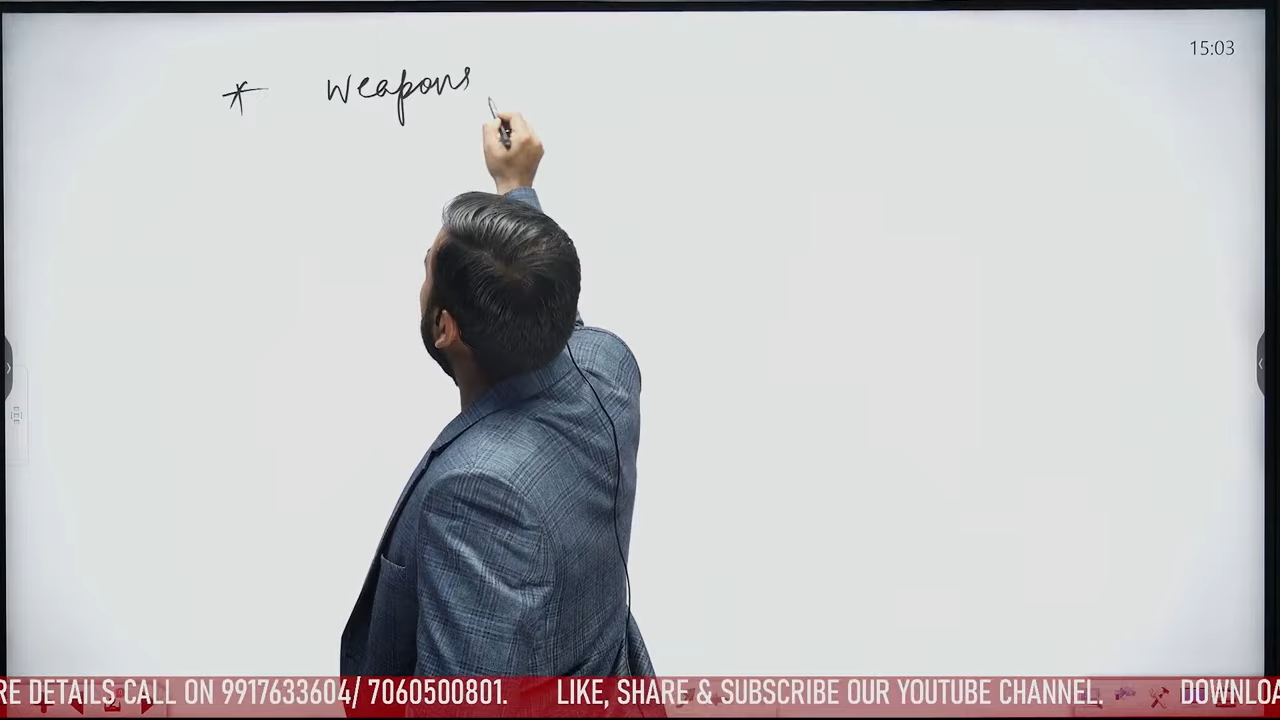 15:03
* Weapons
RE DETAILS CALL ON 9917633604/ 7060500801. LIKE, SHARE & SUBSCRIBE OUR YOUTUBE CHANNEL. DOWNLOA